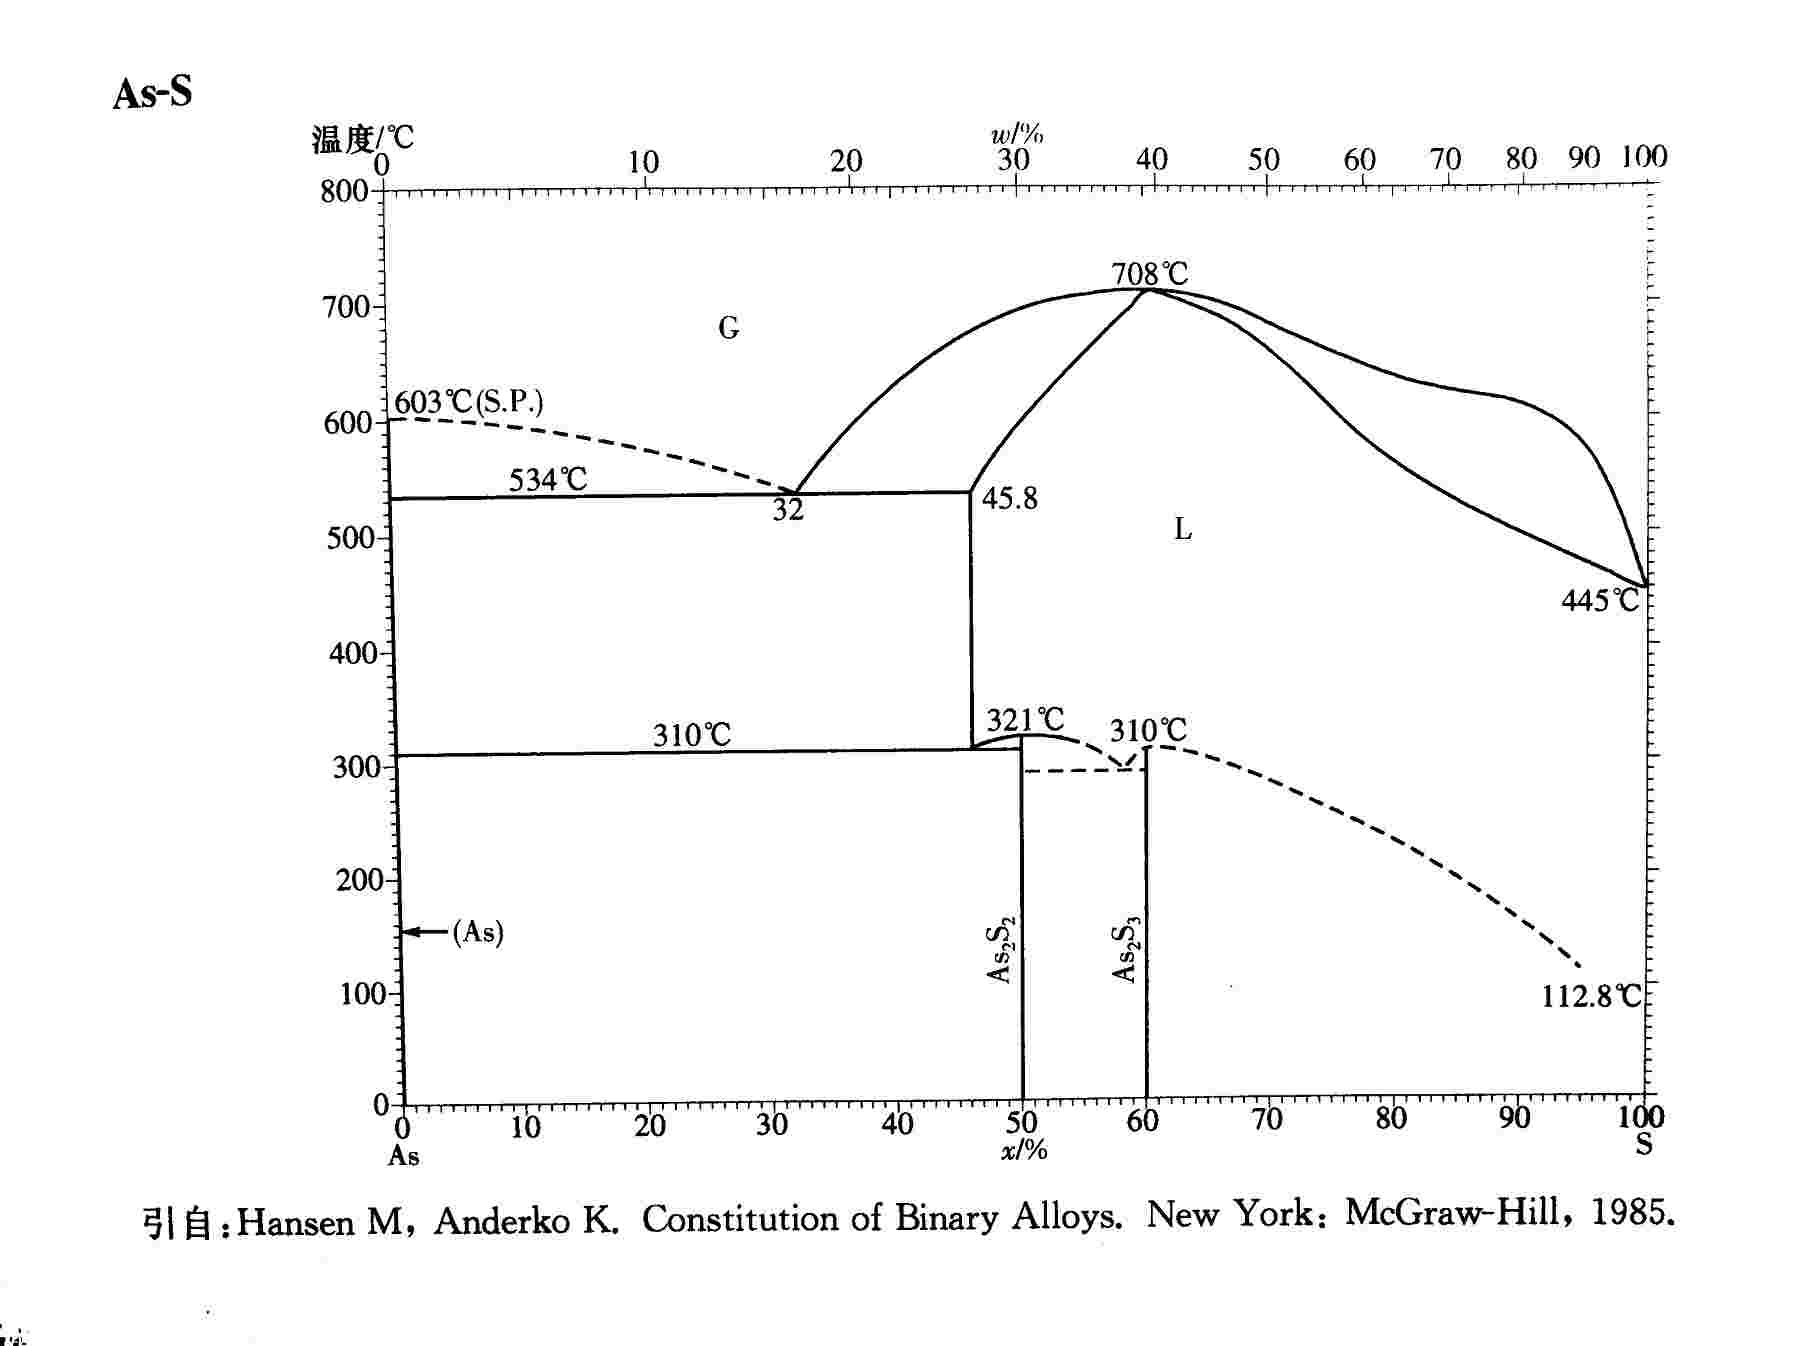 As-S
温度/℃
w/%
0 10 20 30 40 50 60 70 80 90 100
800
708℃
700
G
603℃(S.P.)
600
534℃
32
45.8
500
L
445℃
400
321℃
310℃
310℃
300
200
As₂S₂
As₂S₃
(As)
100
112.8℃
0
0 10 20 30 40 50 60 70 80 90 100
As
x/%
S
引自:Hansen M, Anderko K. Constitution of Binary Alloys. New York: McGraw-Hill, 1985.